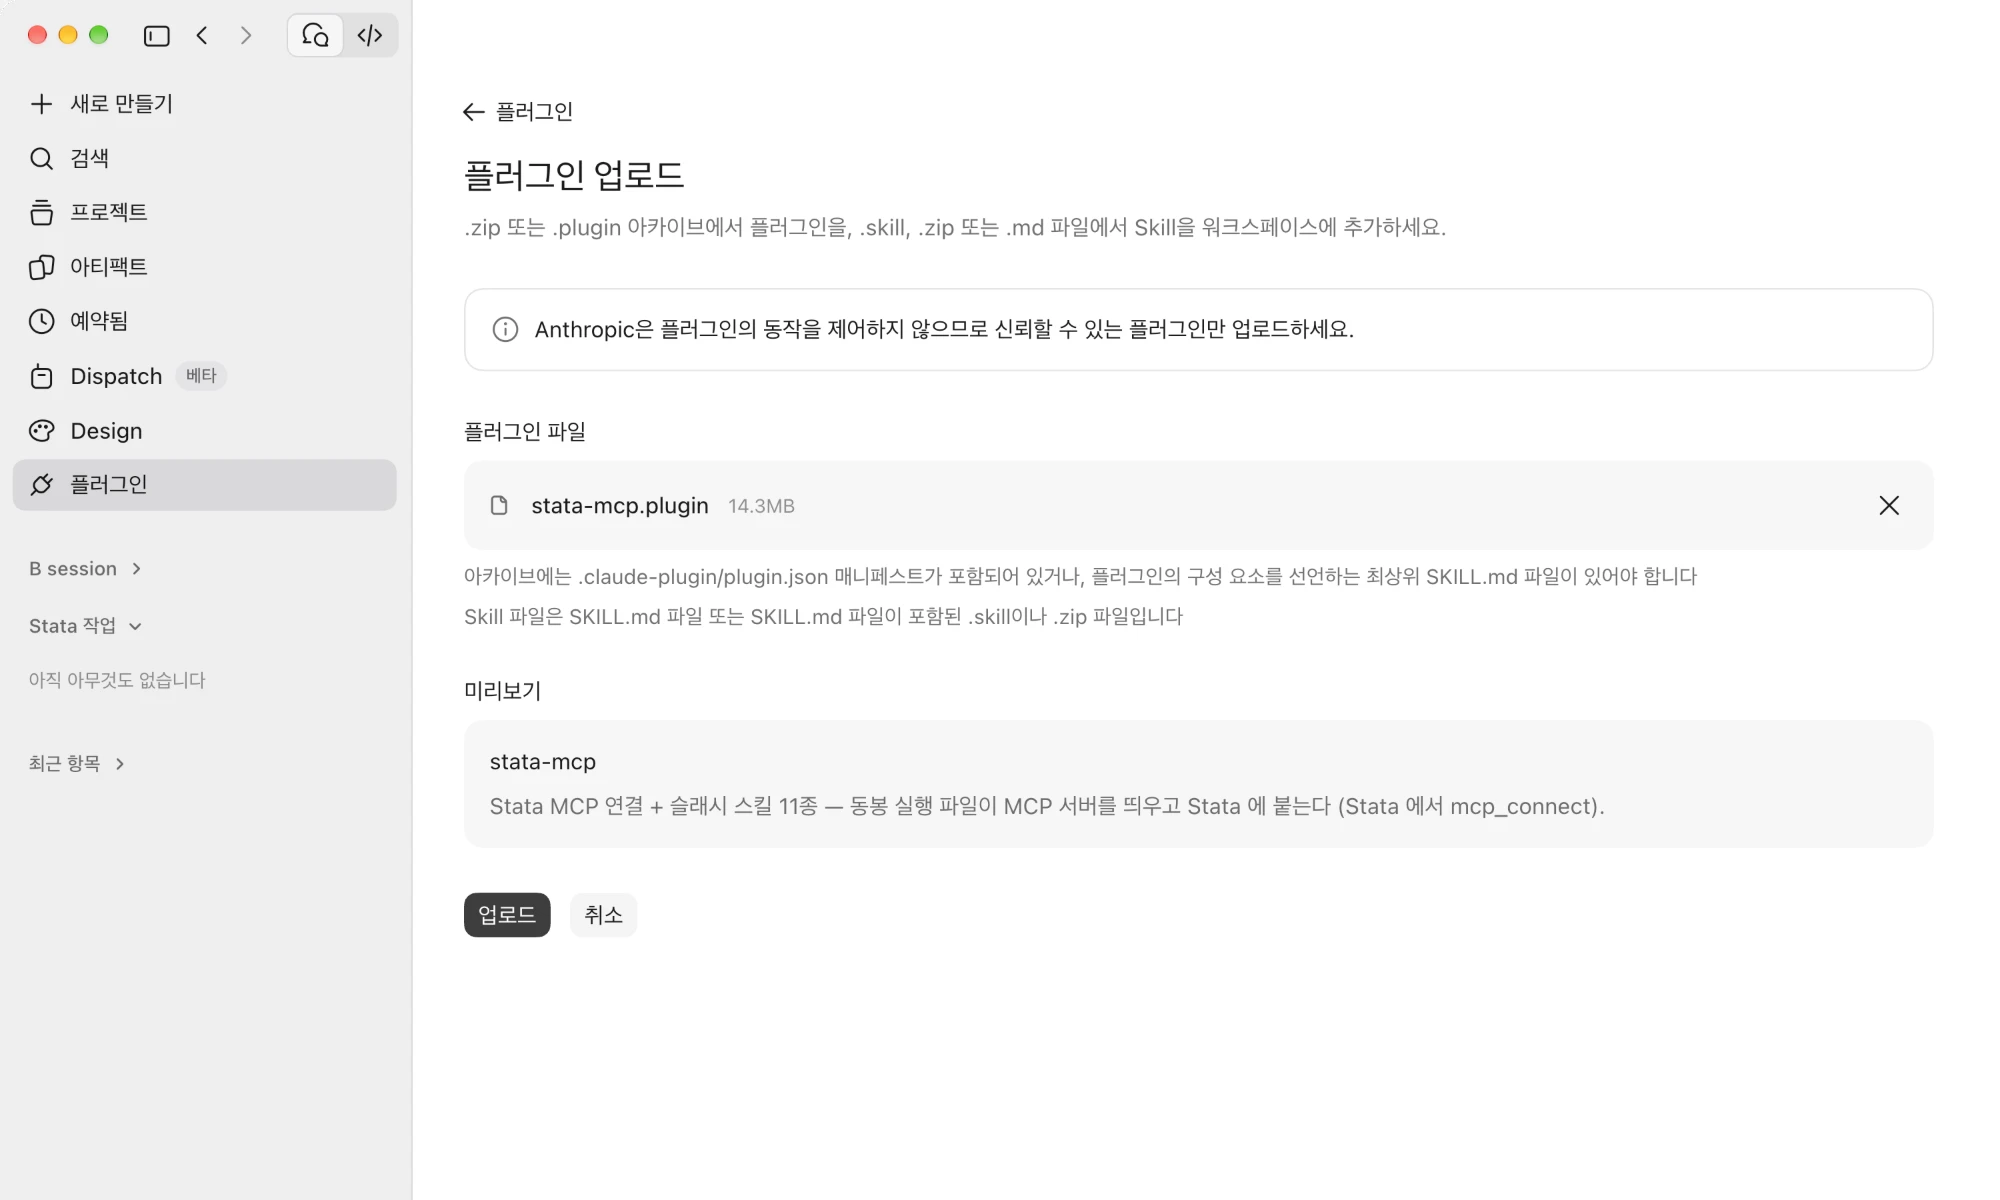 새로 만들기
검색
프로젝트
아티팩트
예약됨
Dispatch 베타
Design
플러그인
B session
Stata 작업
아직 아무것도 없습니다
최근 항목
플러그인
플러그인 업로드
.zip 또는 .plugin 아카이브에서 플러그인을, .skill, .zip 또는 .md 파일에서 Skill을 워크스페이스에 추가하세요.
Anthropic은 플러그인의 동작을 제어하지 않으므로 신뢰할 수 있는 플러그인만 업로드하세요.
플러그인 파일
stata-mcp.plugin 14.3MB
아카이브에는 .claude-plugin/plugin.json 매니페스트가 포함되어 있거나, 플러그인의 구성 요소를 선언하는 최상위 SKILL.md 파일이 있어야 합니다
Skill 파일은 SKILL.md 파일 또는 SKILL.md 파일이 포함된 .skill이나 .zip 파일입니다
미리보기
stata-mcp
Stata MCP 연결 + 슬래시 스킬 11종 — 동봉 실행 파일이 MCP 서버를 띄우고 Stata 에 붙는다 (Stata 에서 mcp_connect).
업로드 취소